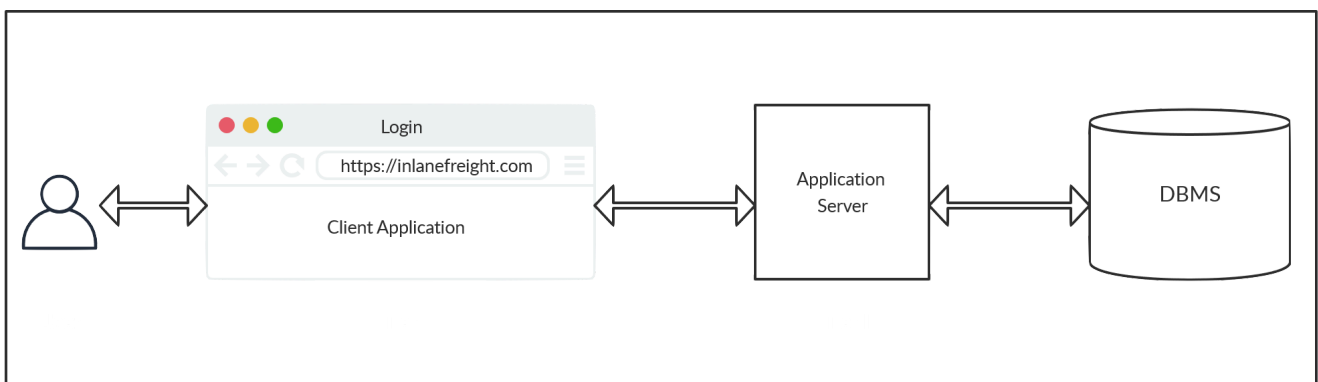 Login
https://inlanefreight.com
Client Application
Application
Server
DBMS